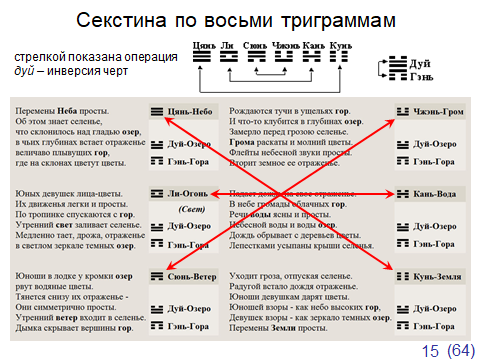 Секстина по восьми триграммам
стрелкой показана операция
дуй – инверсия черт
Цянь Ли Сюнь Чжэнь Кань Кунь
Дуй
Гэнь
Перемены Неба просты.
Об этом знает селенье,
что склонилось над гладью озер,
в чьих глубинах встает отраженье
величаво плывущих гор,
где на склонах цветут цветы.
Цянь-Небо
Дуй-Озеро
Гэнь-Гора
Рождаются тучи в ущельях гор.
И что-то клубится в глубинах озер.
Замерло перед грозою селенье.
Грома раскаты и молний цветы.
Флейты небесной звуки просты.
Вторит земное ее отраженье.
Чжэнь-Гром
Дуй-Озеро
Гэнь-Гора
Юных девушек лица-цветы.
Их движенья легки и просты.
По тропинке спускаются с гор.
Утренний свет заливает селенье.
Медленно тает, дрожа, отраженье
в светлом зеркале темных озер.
Ли-Огонь
(Свет)
Дуй-Озеро
Гэнь-Гора
Падает дождь на свое отраженье.
В небе громады облачных гор.
Речи воды ясны и просты.
Небесной воды и воды озер.
Дождь обрывает с деревьев цветы.
Лепестками усыпаны крыши селенья.
Кань-Вода
Дуй-Озеро
Гэнь-Гора
Юноши в лодке у кромки озер
рвут водяные цветы.
Тянется снизу их отраженье -
Они симметрично просты.
Утренний ветер входит в селенье.
Дымка скрывает вершины гор.
Сюнь-Ветер
Дуй-Озеро
Гэнь-Гора
Уходит гроза, отпуская селенье.
Радугой встало дождя отраженье.
Юноши девушкам дарят цветы.
Юношей взоры - как небо высоких гор,
Девушек взоры - как зеркало темных озер.
Перемены Земли просты.
Кунь-Земля
Дуй-Озеро
Гэнь-Гора
15 (64)